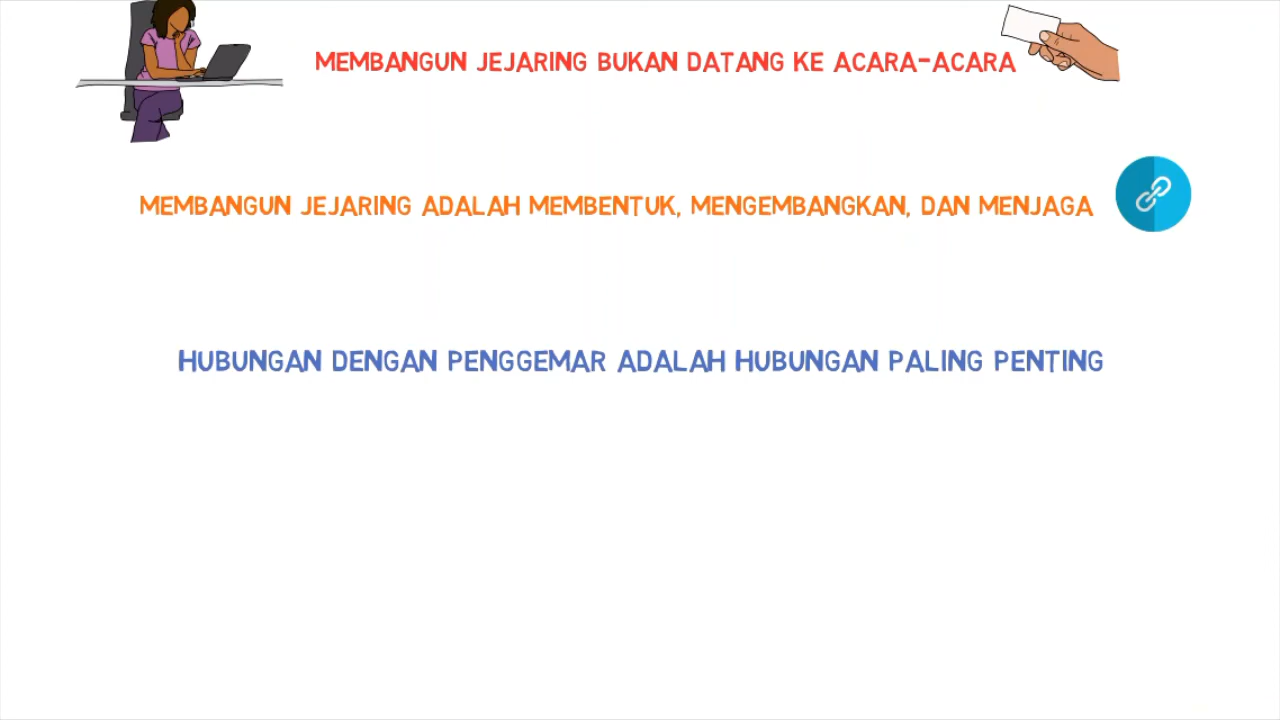 MEMBANGUN JEJARING BUKAN DATANG KE ACARA-ACARA
MEMBANGUN JEJARING ADALAH MEMBENTUK, MENGEMBANGKAN, DAN MENJAGA
HUBUNGAN DENGAN PENGGEMAR ADALAH HUBUNGAN PALING PENTING